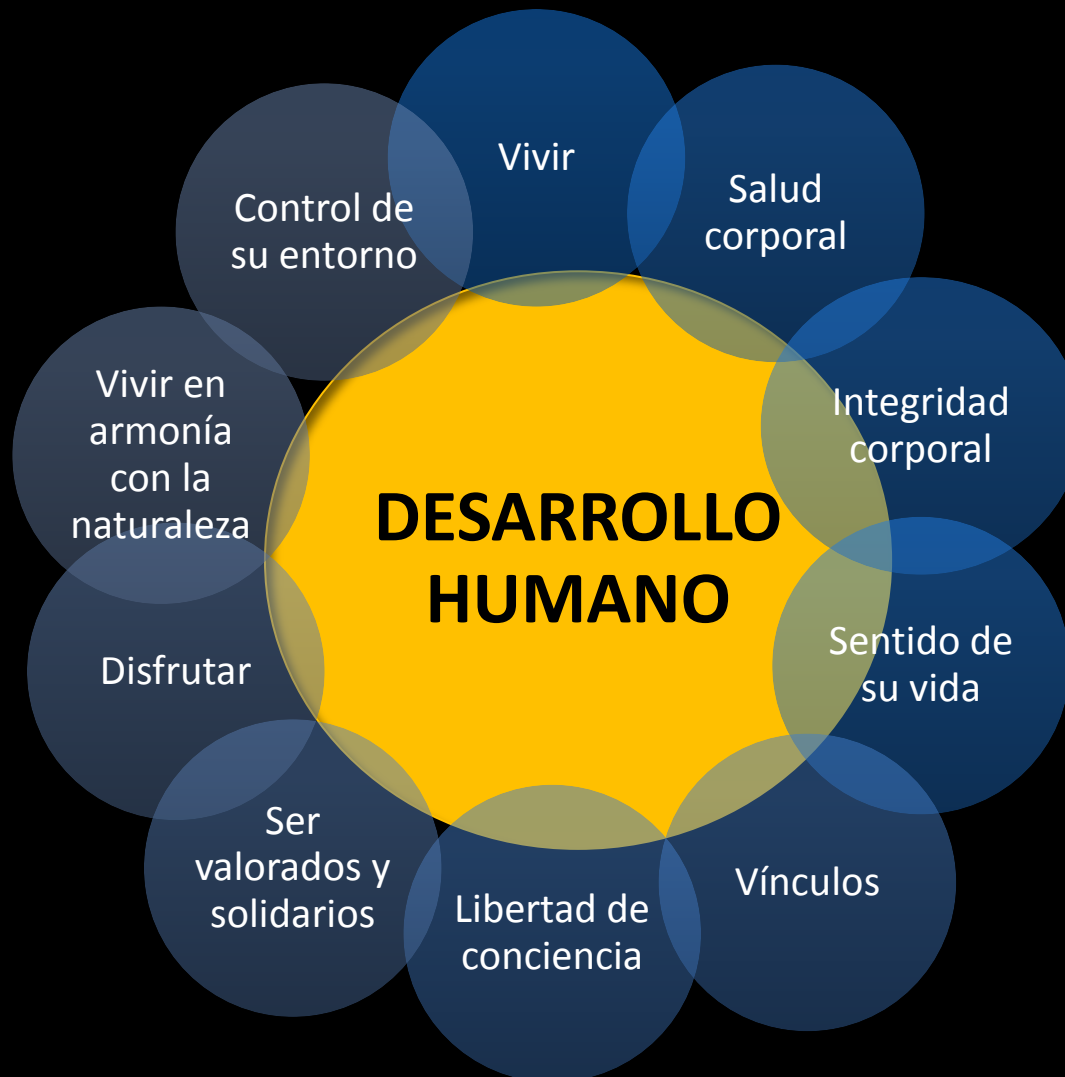 Vivir
Salud
corporal
Integridad
corporal
Sentido de
su vida
Vínculos
Libertad de
conciencia
Ser
valorados y
solidarios
Disfrutar
Vivir en
armonía
con la
naturaleza
Control de
su entorno
DESARROLLO
HUMANO